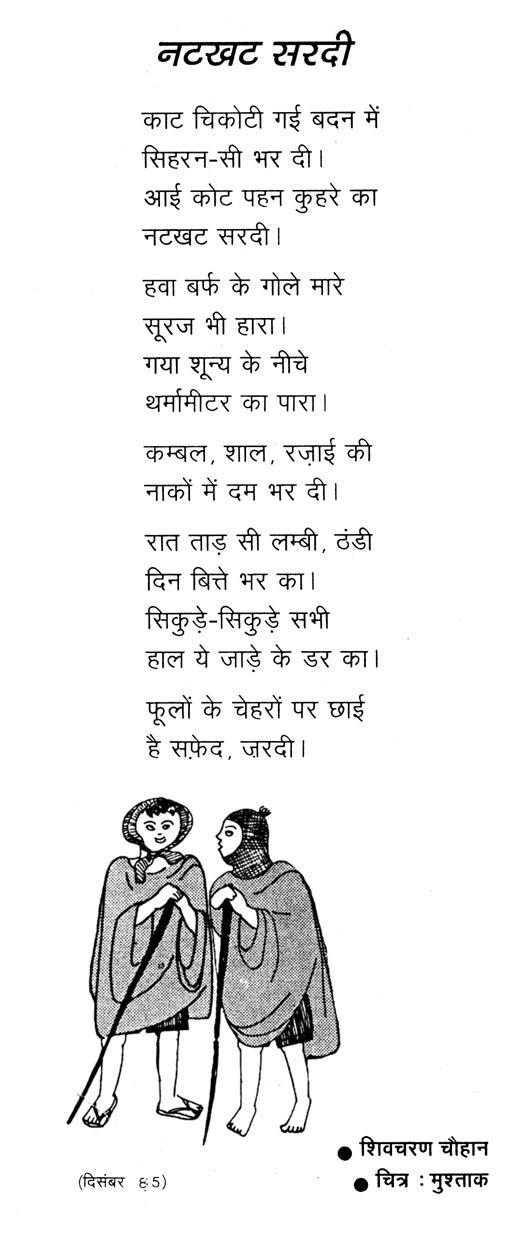 नटखट सरदी
काट चिकोटी गई बदन में
सिहरन-सी भर दी।
आई कोट पहन कुहरे का
नटखट सरदी।
हवा बर्फ के गोले मारे
सूरज भी हारा।
गया शून्य के नीचे
थर्मामीटर का पारा।
कम्बल, शाल, रज़ाई की
नाकों में दम भर दी।
रात ताड़ सी लम्बी, ठंडी
दिन बित्ते भर का।
सिकुड़े-सिकुड़े सभी
हाल ये जाड़े के डर का।
फूलों के चेहरों पर छाई
है सफ़ेद, ज़रदी।
● शिवचरण चौहान
(दिसंबर
● चित्र : मुश्ताक